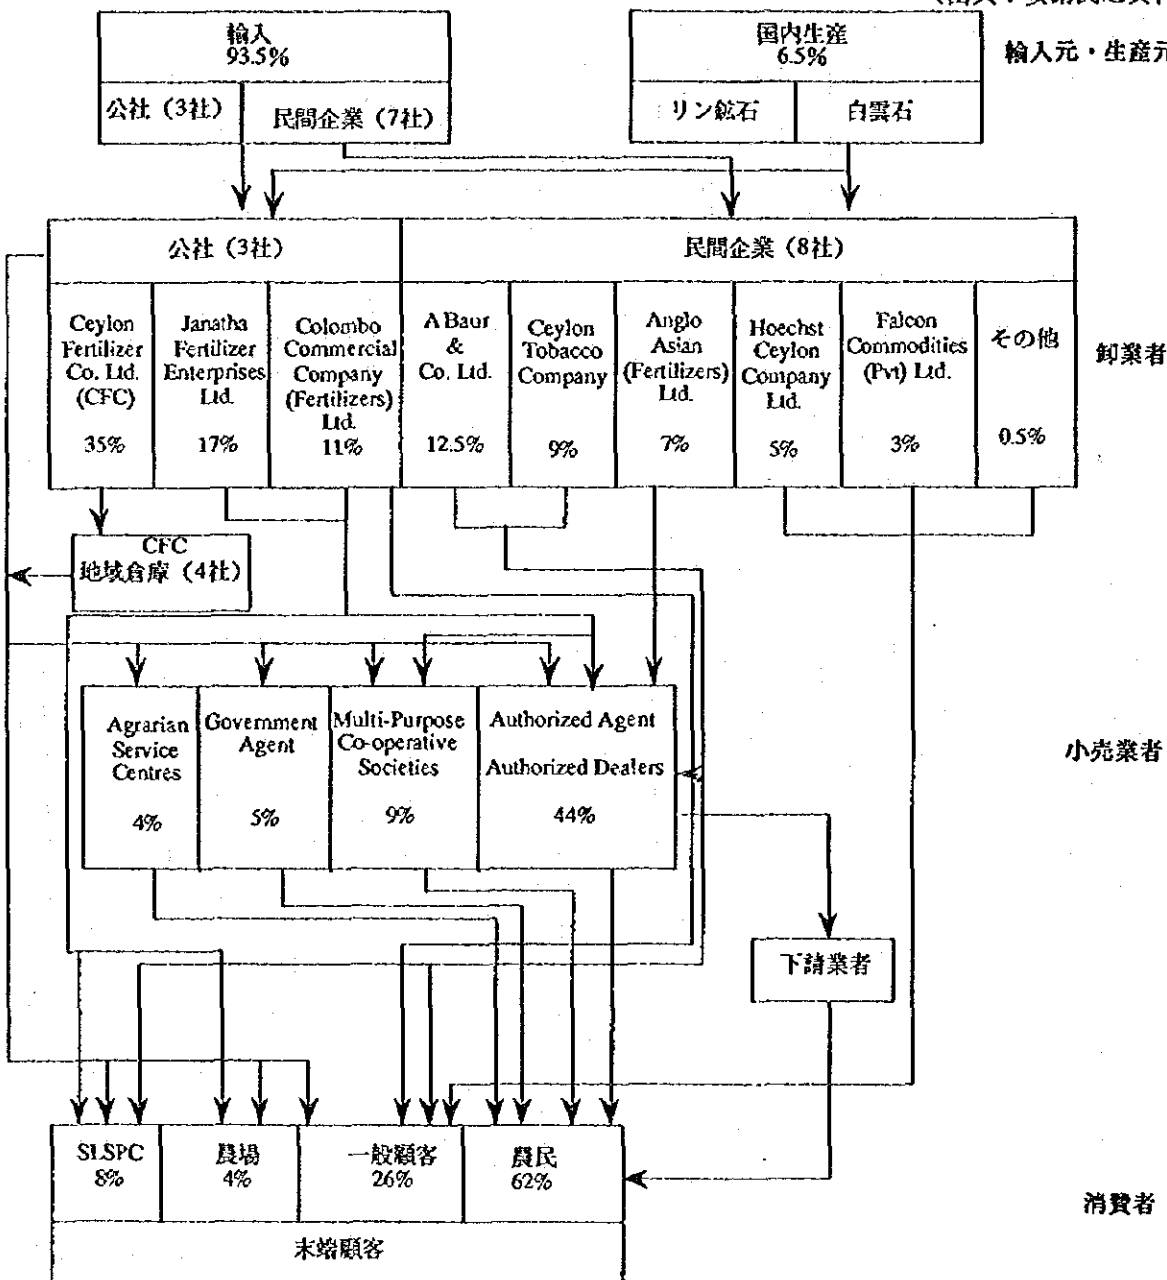 輸入
93.5%
国内生産
6.5%
輸入元・生産元
公社（3社）
民間企業（7社）
リン鉱石
白雲石
公社（3社）
民間企業（8社）
Ceylon
Fertilizer
Co. Ltd.
(CFC)
35%
Janatha
Fertilizer
Enterprises
Ltd.
17%
Colombo
Commercial
Company
(Fertilizers)
Ltd.
11%
A Baur
&
Co. Ltd.
12.5%
Ceylon
Tobacco
Company
9%
Anglo
Asian
(Fertilizers)
Ltd.
7%
Hoechst
Ceylon
Company
Ltd.
5%
Falcon
Commodities
(Pvt) Ltd.
3%
その他
0.5%
卸業者
CFC
地域倉庫（4社）
Agrarian
Service
Centres
4%
Government
Agent
5%
Multi-Purpose
Co-operative
Societies
9%
Authorized Agent
Authorized Dealers
44%
小売業者
下請業者
SLSPC
8%
農場
4%
一般顧客
26%
農民
62%
消費者
末端顧客